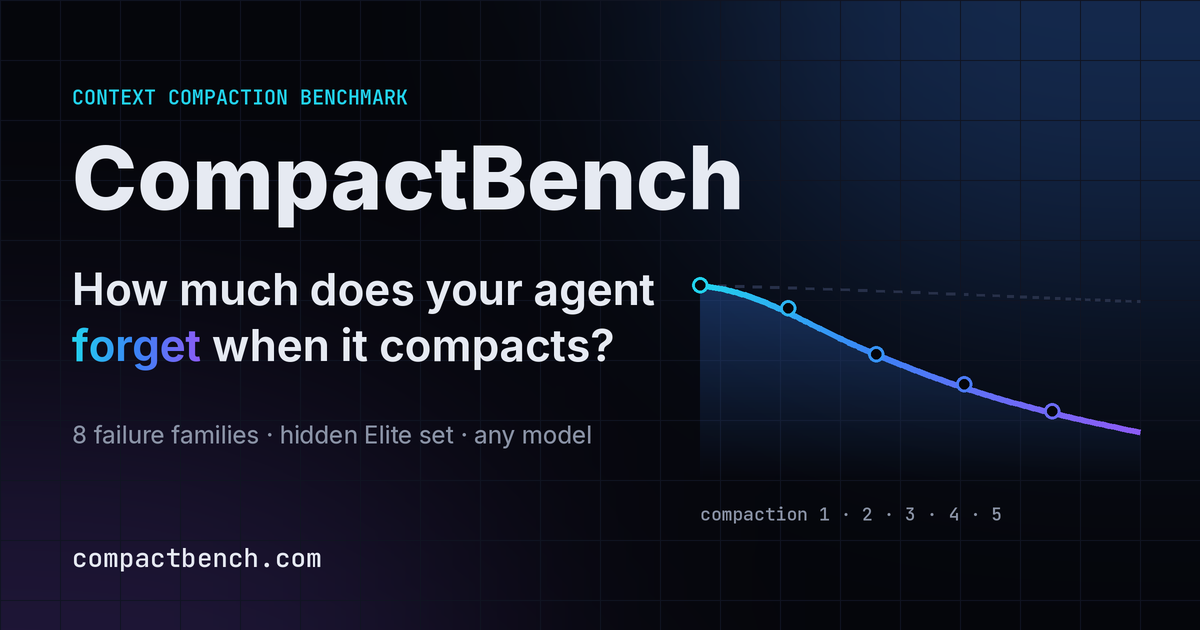 CONTEXT COMPACTION BENCHMARK
CompactBench
How much does your agent
forget when it compacts?
8 failure families · hidden Elite set · any model
compaction 1 · 2 · 3 · 4 · 5
compactbench.com